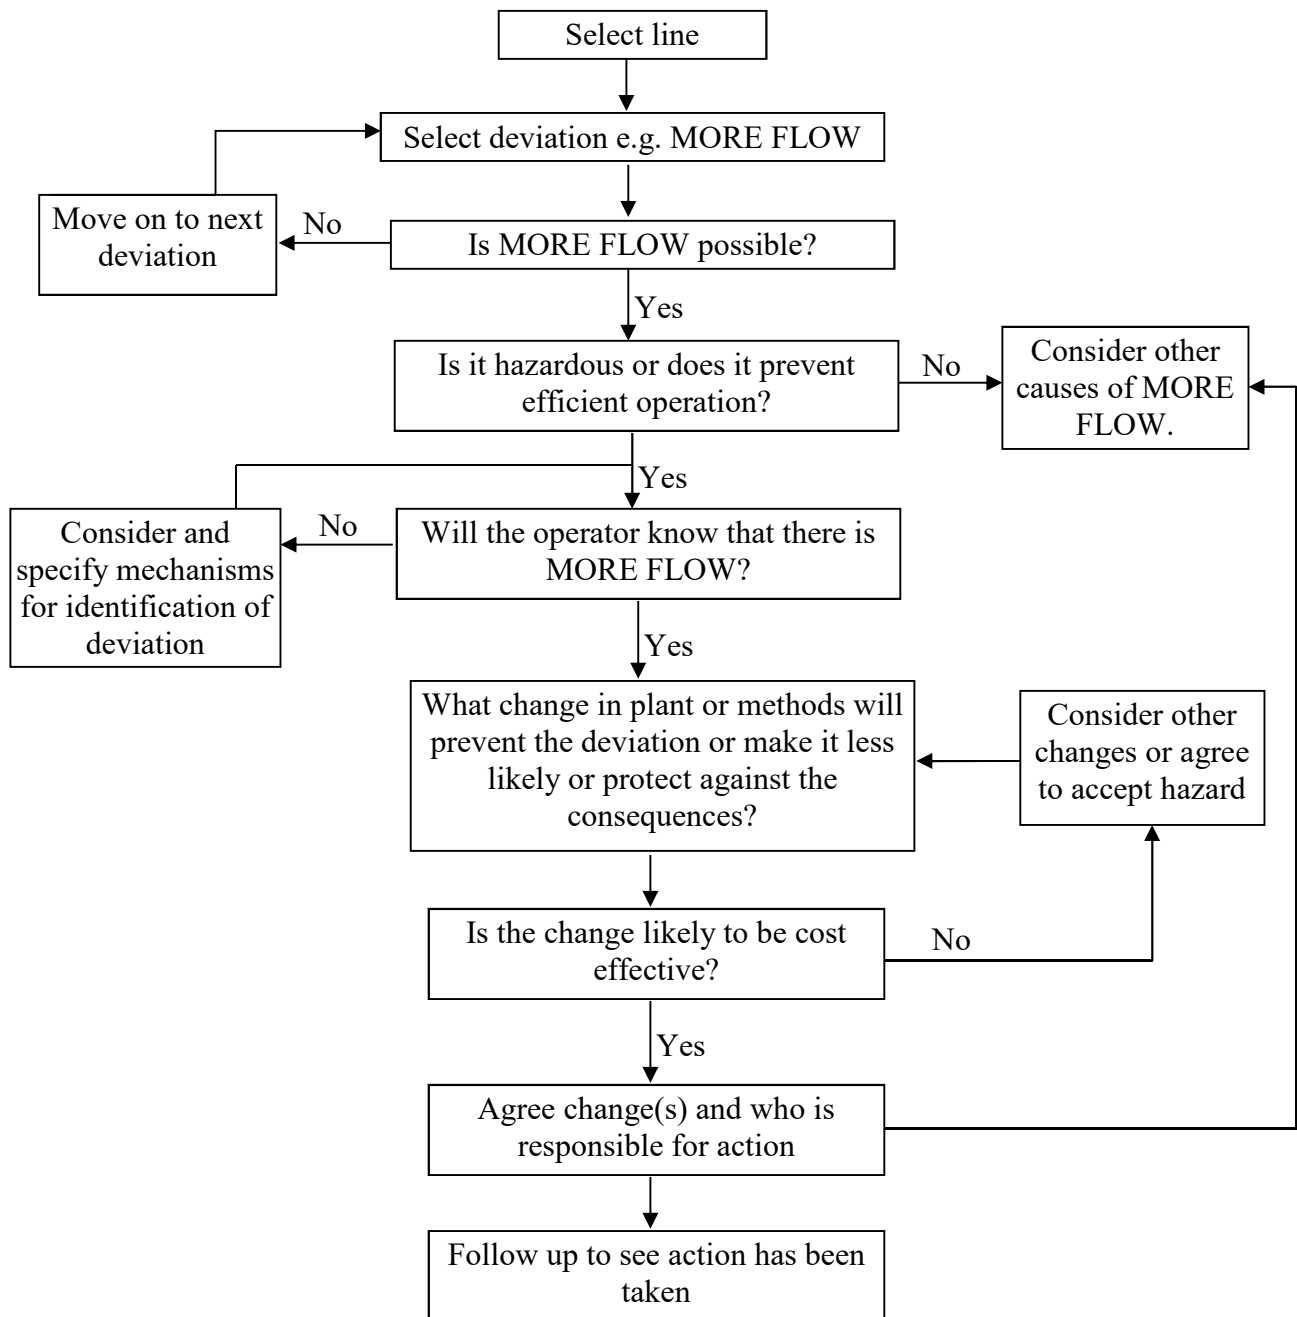 Select line
Select deviation e.g. MORE FLOW
Move on to next
deviation
No
Is MORE FLOW possible?
Yes
Is it hazardous or does it prevent
efficient operation?
No
Consider other
causes of MORE
FLOW.
Yes
Consider and
specify mechanisms
for identification of
deviation
No
Will the operator know that there is
MORE FLOW?
Yes
What change in plant or methods will
prevent the deviation or make it less
likely or protect against the
consequences?
Consider other
changes or agree
to accept hazard
Is the change likely to be cost
effective?
No
Yes
Agree change(s) and who is
responsible for action
Follow up to see action has been
taken